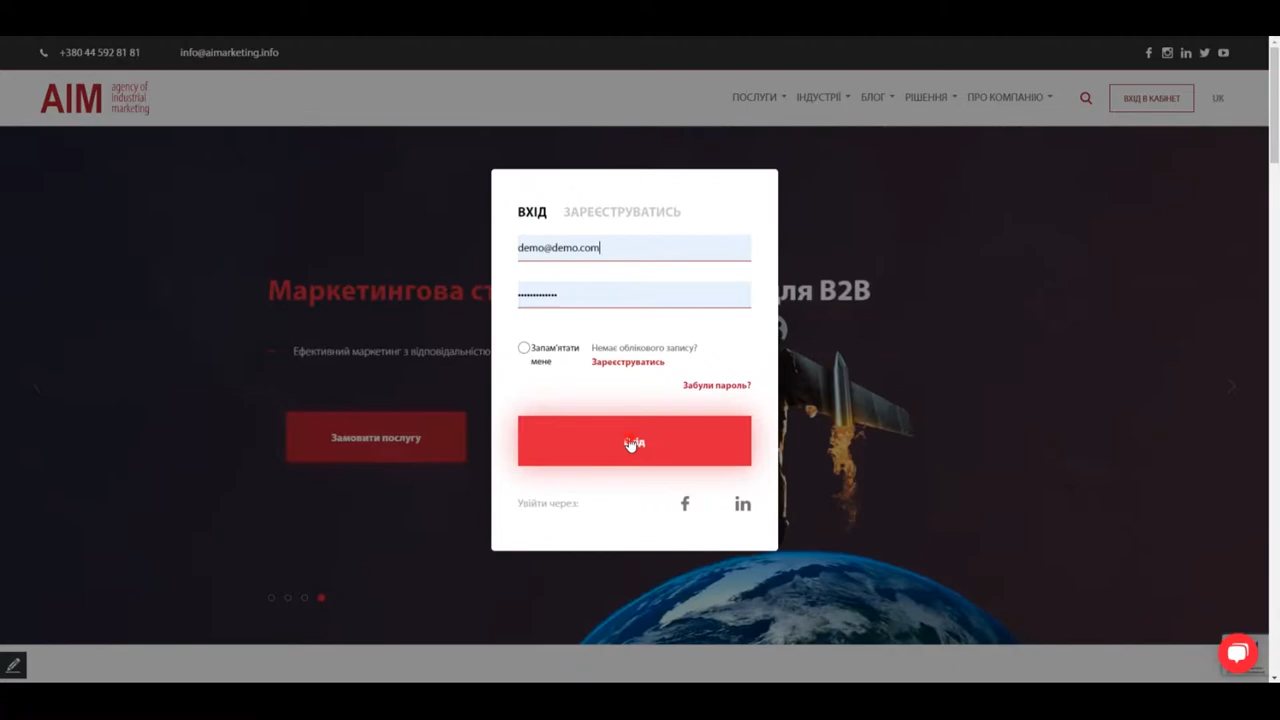 +380 44 592 81 81 info@aimarketing.info
AIM agency of industrial marketing
ПОСЛУГИ ІНДУСТРІЇ БЛОГ РІШЕННЯ ПРО КОМПАНІЮ ВХІД В КАБІНЕТ UK
ВХІД ЗАРЕЄСТРУВАТИСЬ
demo@demo.com
Маркетингова ля B2B
Ефективний маркетинг з відповідальністю
Запам'ятати мене
Немає облікового запису?
Зареєструватись
Забули пароль?
Замовити послугу
Увійти через: